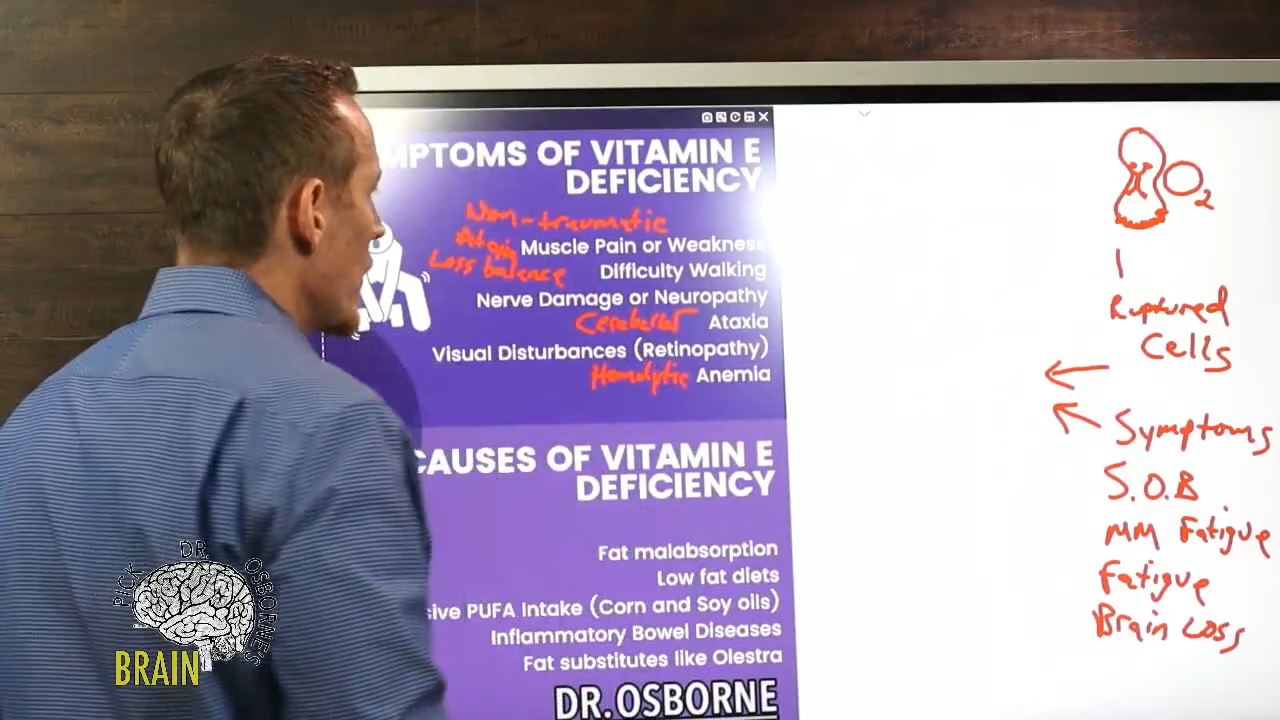 MPTOMS OF VITAMIN E
DEFICIENCY
Non-traumatic
Muscle Pain or Weakness
Loss balance Difficulty Walking
Nerve Damage or Neuropathy
Cerebellar Ataxia
Visual Disturbances (Retinopathy)
Hemolytic Anemia
CAUSES OF VITAMIN E
DEFICIENCY
Fat malabsorption
Low fat diets
sive PUFA Intake (Corn and Soy oils)
Inflammatory Bowel Diseases
Fat substitutes like Olestra
DR. OSBORNE
O2
Ruptured
Cells
Symptoms
S.O.B
MM Fatigue
Fatigue
Brain Loss
PICK DR. OSBORNE'S
BRAIN